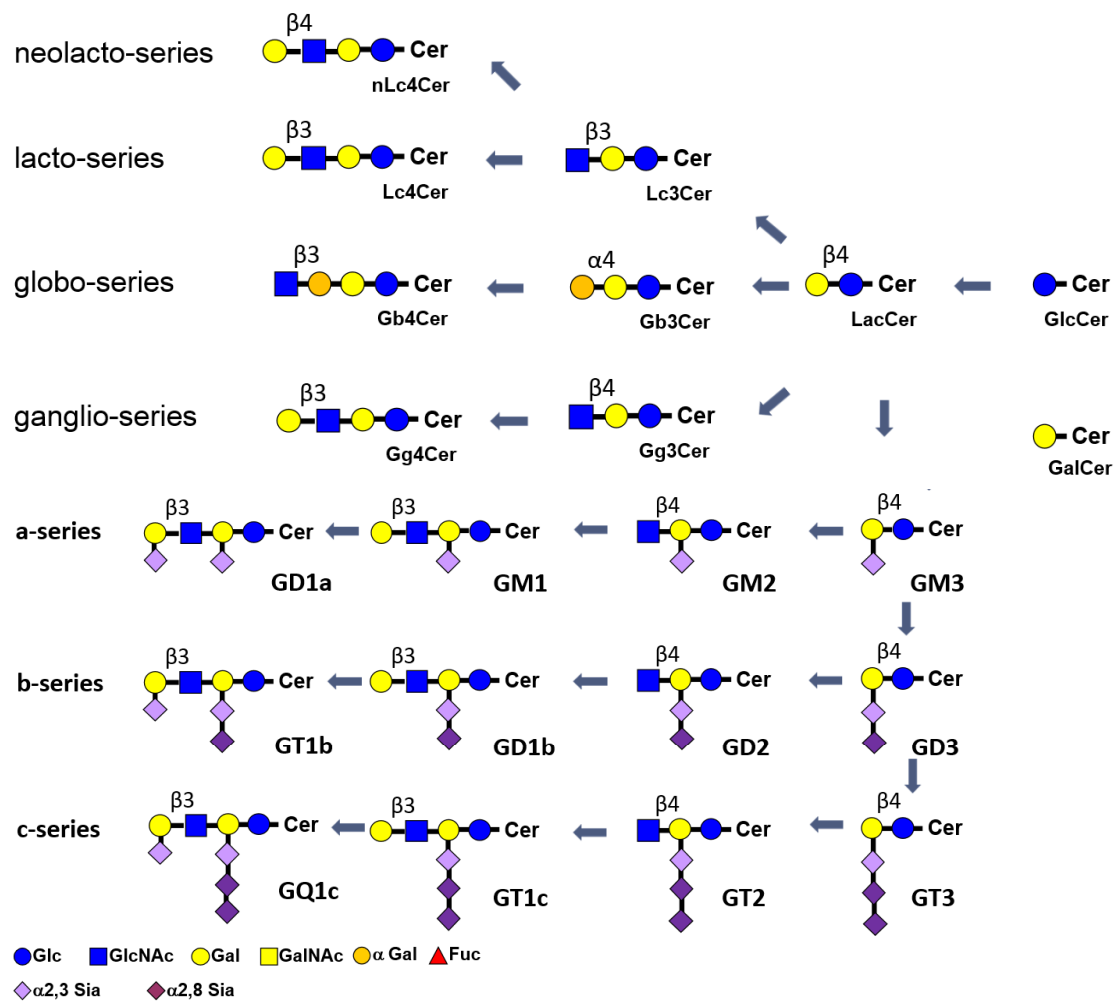 β4
neolacto-series
Cer
nLc4Cer
β3
β3
lacto-series
Cer
Cer
Lc4Cer
Lc3Cer
β3
α4
β4
globo-series
Cer
Cer
Cer
Cer
Gb4Cer
Gb3Cer
LacCer
GlcCer
β3
β4
ganglio-series
Cer
Cer
Cer
Gg4Cer
Gg3Cer
GalCer
β3
β3
β4
β4
a-series
Cer
Cer
Cer
Cer
GD1a
GM1
GM2
GM3
β3
β3
β4
β4
b-series
Cer
Cer
Cer
Cer
GT1b
GD1b
GD2
GD3
β3
β3
β4
β4
c-series
Cer
Cer
Cer
Cer
GQ1c
GT1c
GT2
GT3
Glc GlcNAc Gal GalNAc α Gal Fuc
α2,3 Sia α2,8 Sia